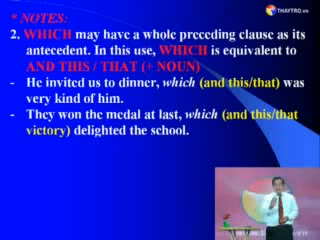 THAYTRO.vn
* NOTES:
2. WHICH may have a whole preceding clause as its
antecedent. In this use, WHICH is equivalent to
AND THIS / THAT (+ NOUN)
- He invited us to dinner, which (and this/that) was
very kind of him.
- They won the medal at last, which (and this/that
victory) delighted the school.